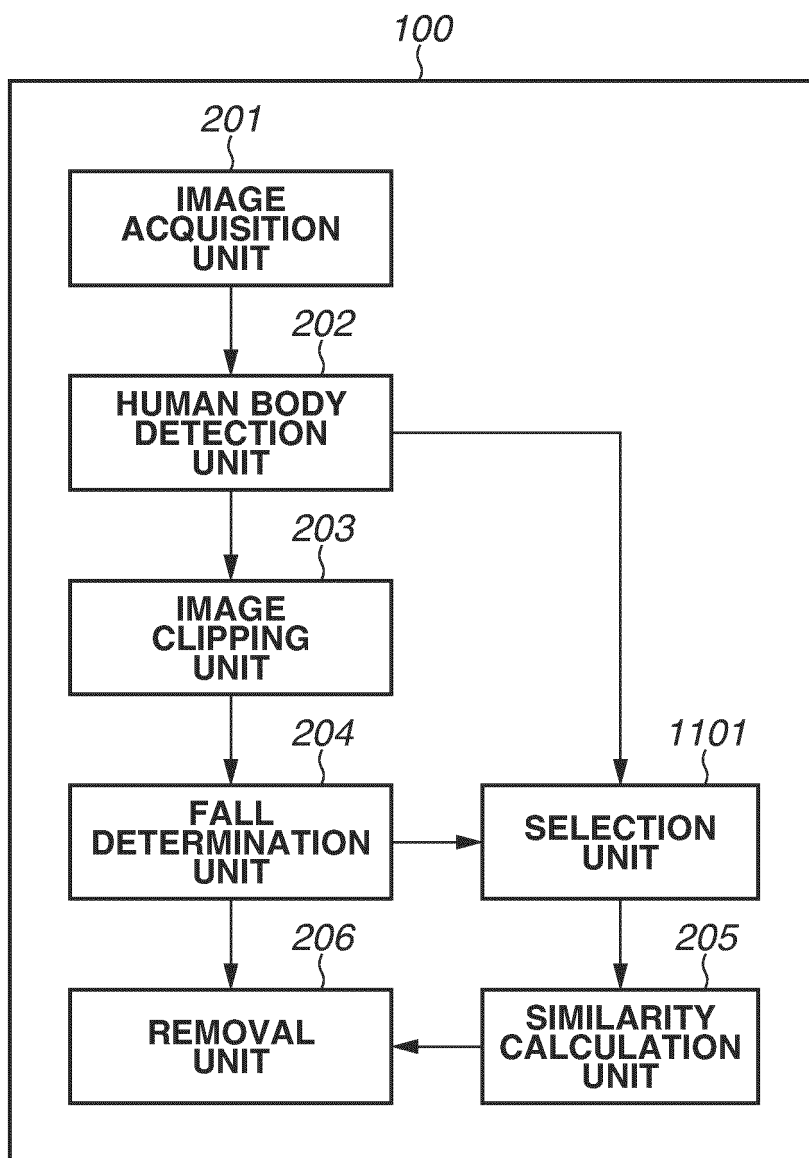 100
201
IMAGE
ACQUISITION
UNIT
202
HUMAN BODY
DETECTION
UNIT
203
IMAGE
CLIPPING
UNIT
204
FALL
DETERMINATION
UNIT
1101
SELECTION
UNIT
206
REMOVAL
UNIT
205
SIMILARITY
CALCULATION
UNIT